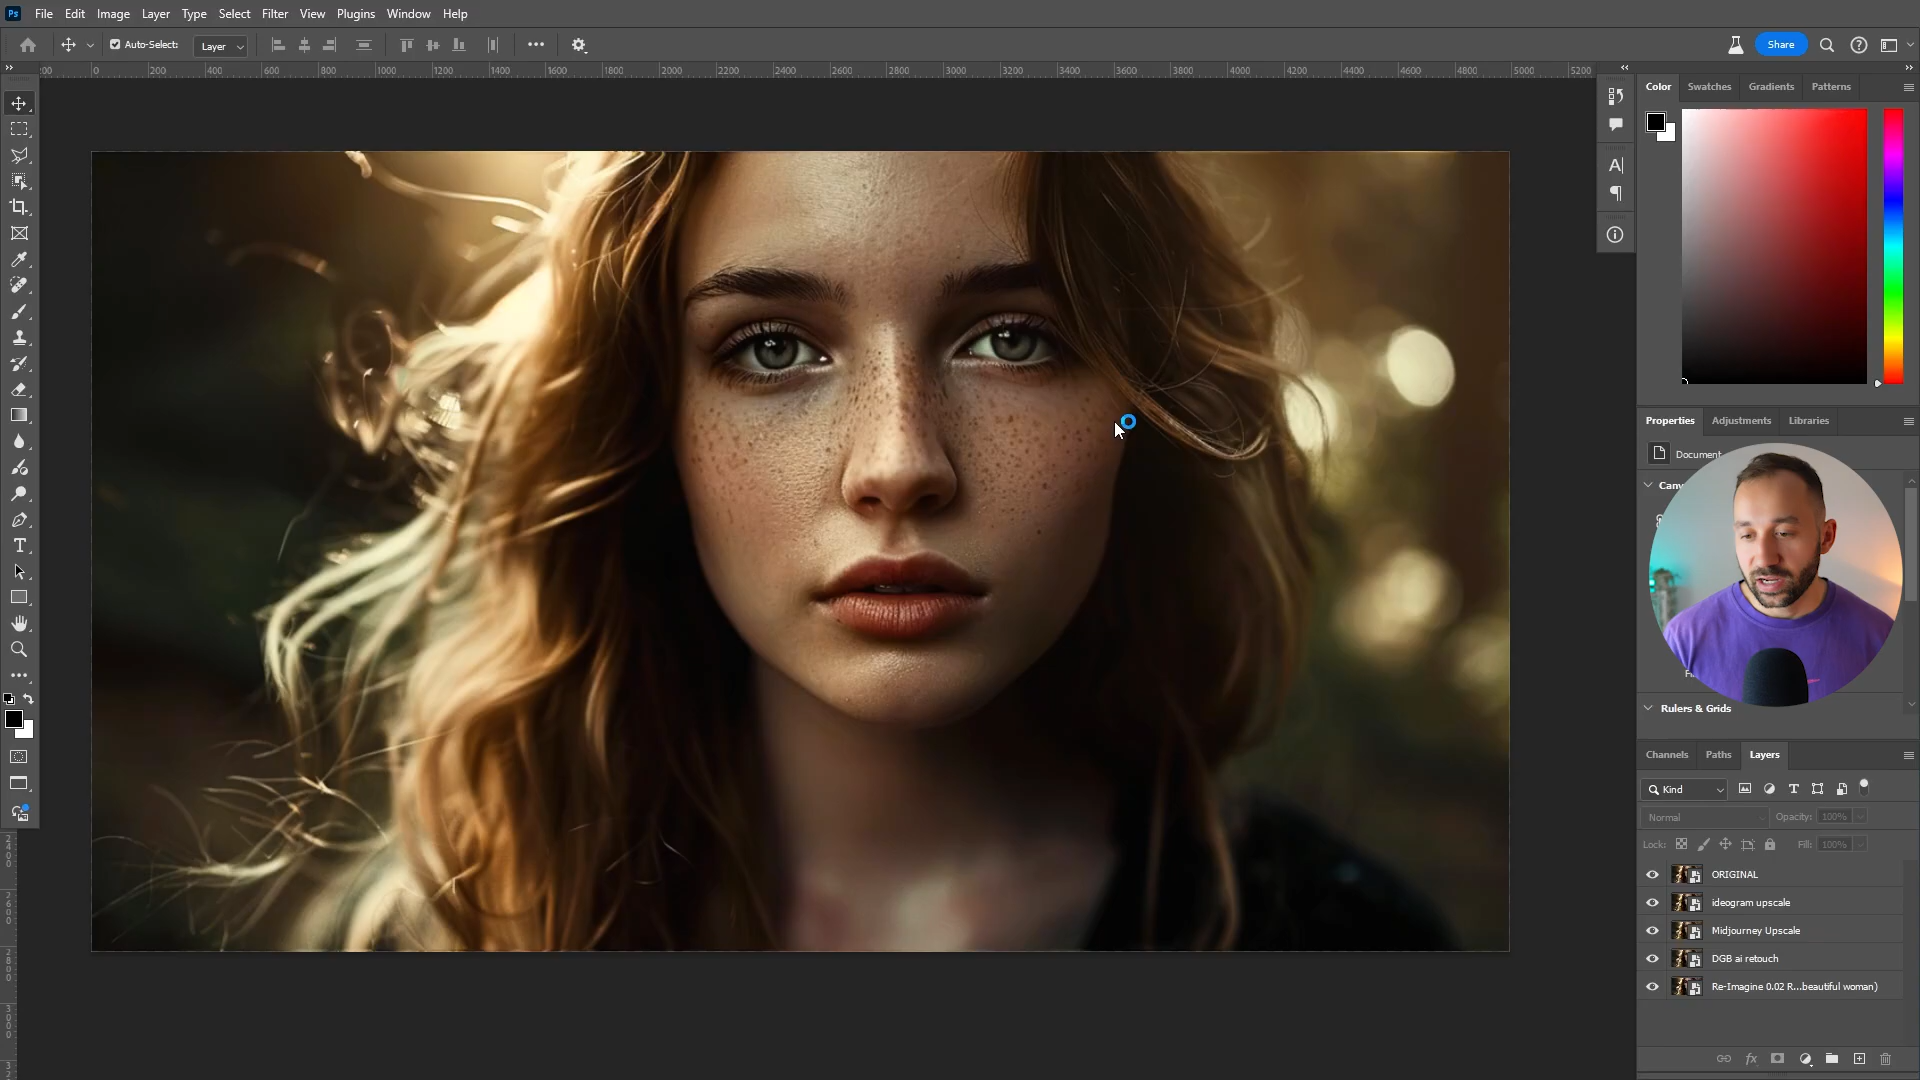 Ps File Edit Image Layer Type Select Filter View Plugins Window Help
Auto-Select: Layer Share
0 200 400 600 800 1000 1200 1400 1600 1800 2000 2200 2400 2600 2800 3000 3200 3400 3600 3800 4000 4200 4400 4600 4800 5000 5200
Color Swatches Gradients Patterns
Properties Adjustments Libraries
Document
Rulers & Grids
Channels Paths Layers
Kind
Normal Opacity: 100%
Lock: Fill: 100%
ORIGINAL
ideogram upscale
Midjourney Upscale
DGB ai retouch
Re-Imagine 0.02 R...beautiful woman)